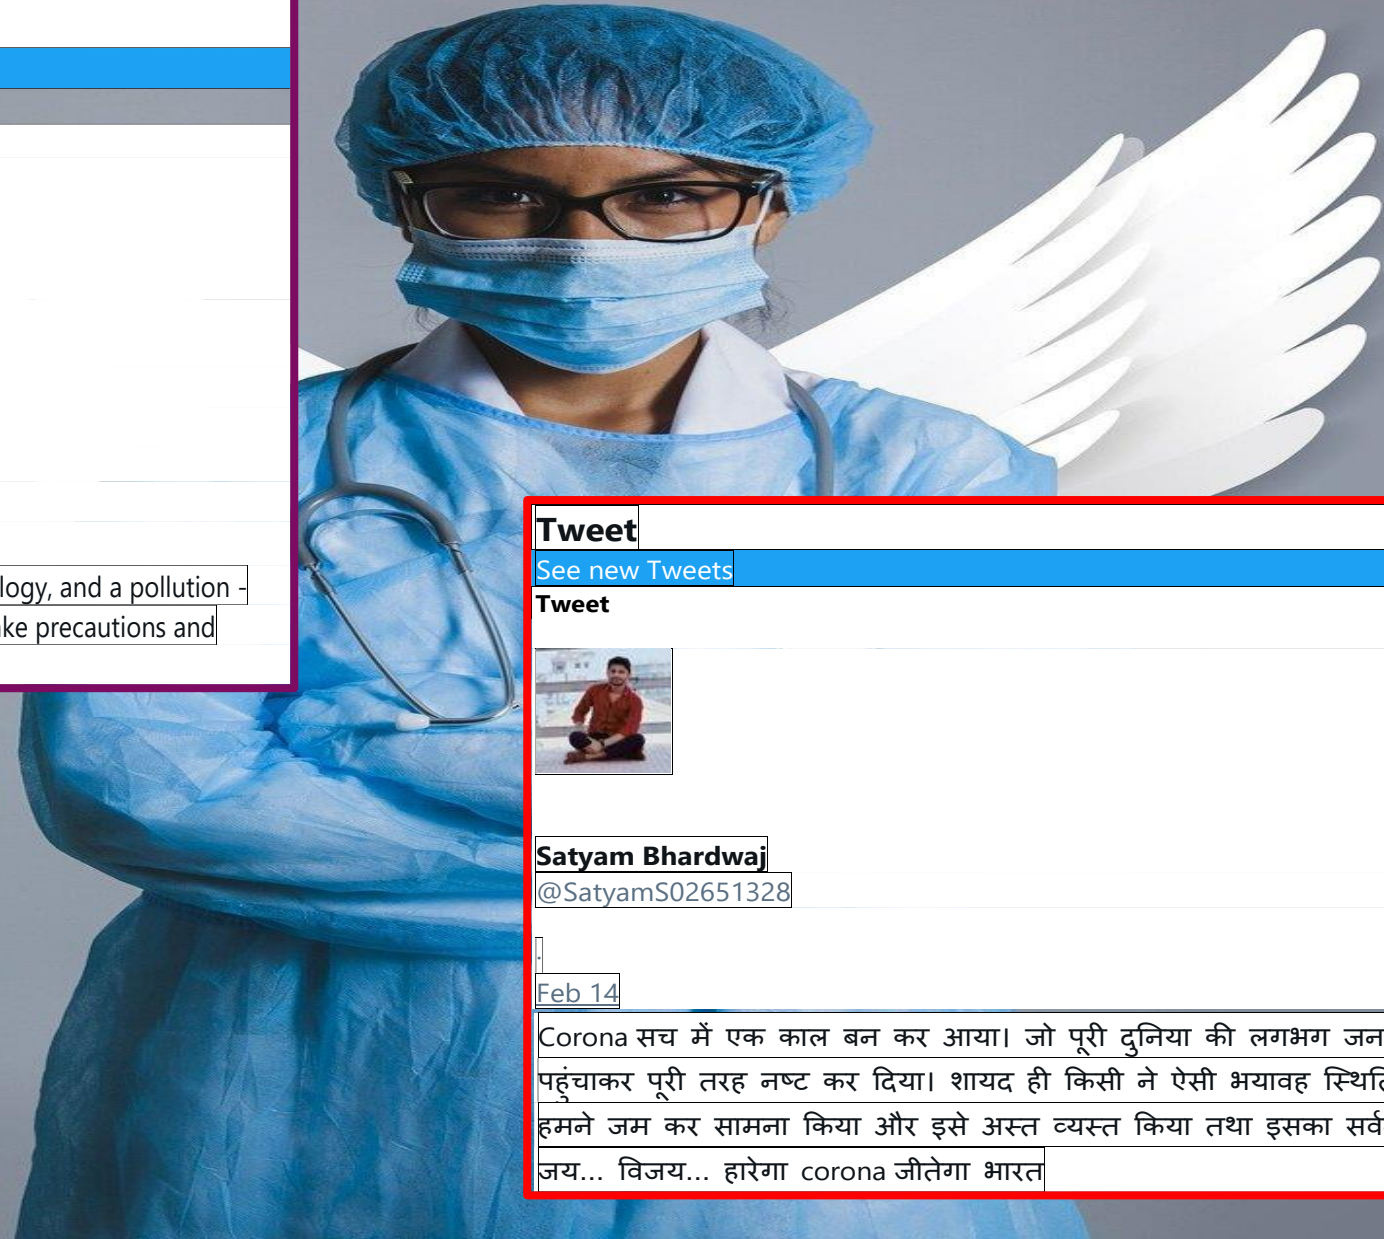 logy, and a pollution -
ke precautions and
Tweet
See new Tweets
Tweet
Satyam Bhardwaj
@SatyamS02651328
·
Feb 14
Corona सच में एक काल बन कर आया। जो पूरी दुनिया की लगभग जन
पहुंचाकर पूरी तरह नष्ट कर दिया। शायद ही किसी ने ऐसी भयावह
हमने जम कर सामना किया और इसे अस्त व्यस्त किया तथा इसका सर्व
जय... विजय... हारेगा corona जीतेगा भारत